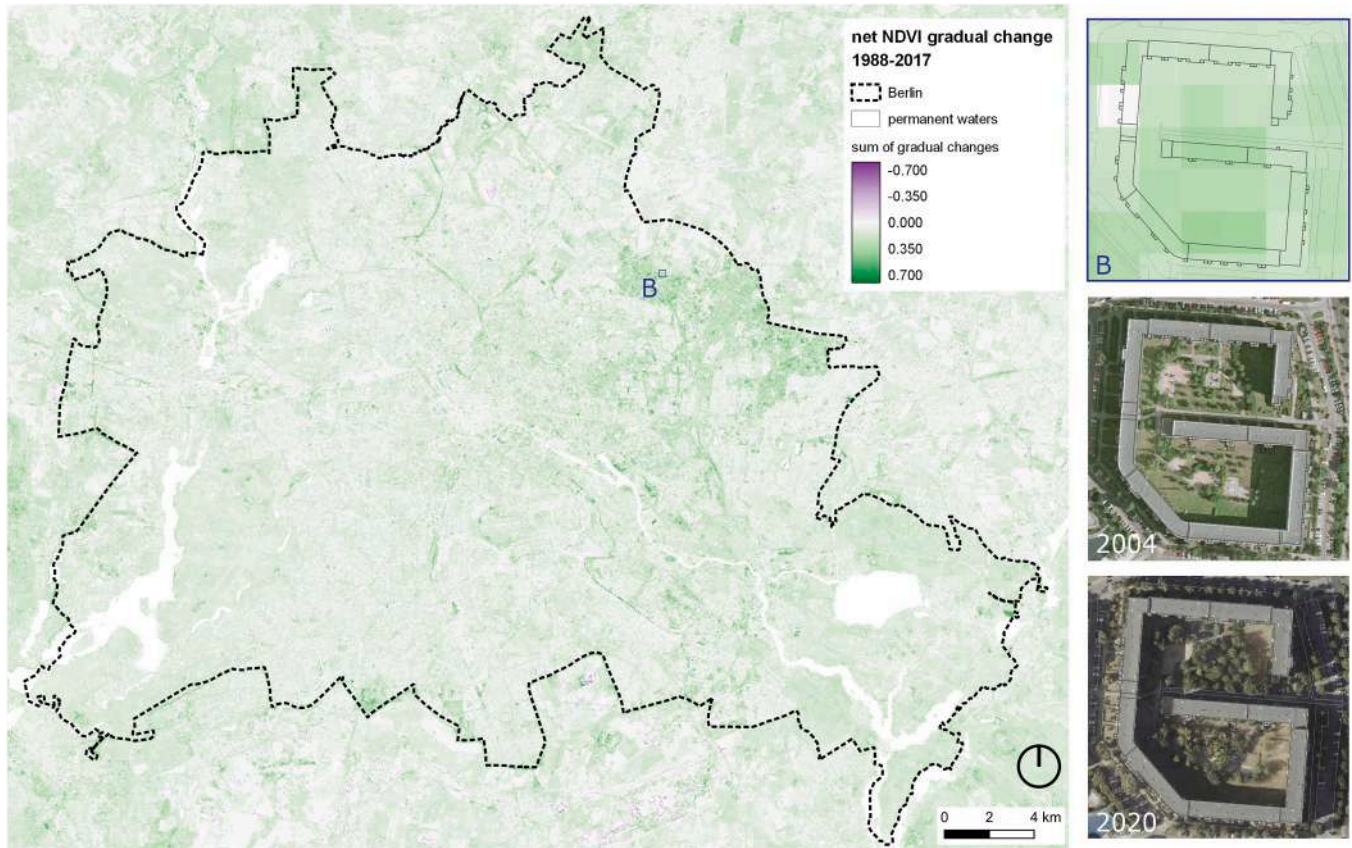 net NDVI gradual change
1988-2017
Berlin
permanent waters
sum of gradual changes
-0.700
-0.350
0.000
0.350
0.700
B
0 2 4 km
B
2004
2020